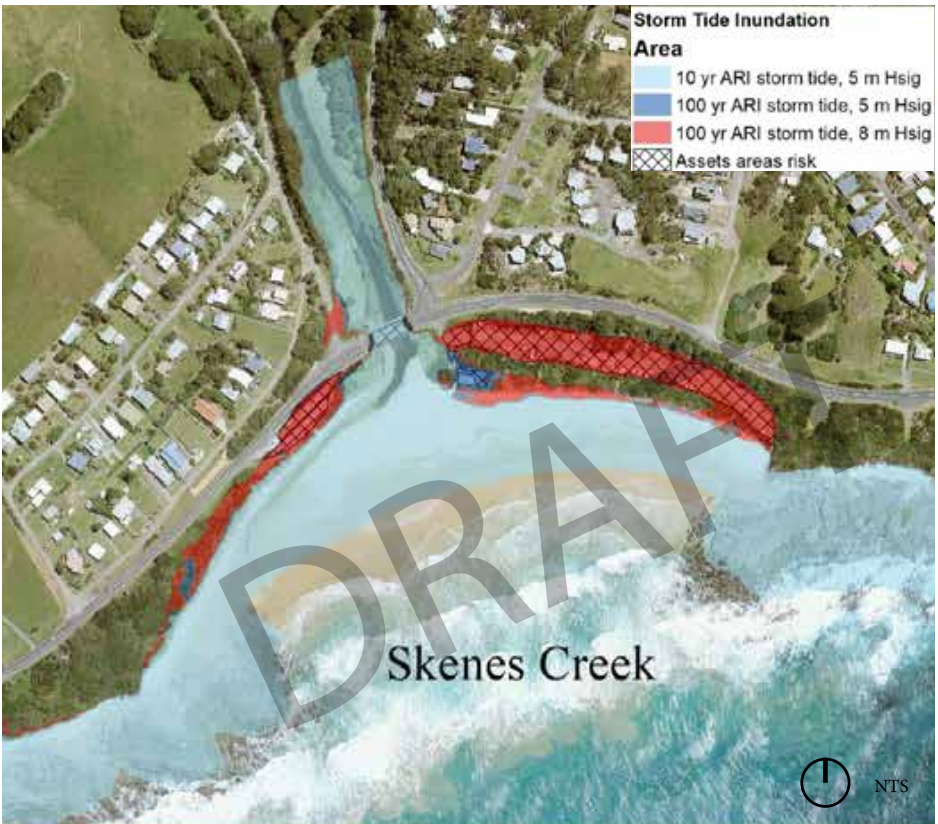 Storm Tide Inundation
Area
10 yr ARI storm tide, 5 m Hsig
100 yr ARI storm tide, 5 m Hsig
100 yr ARI storm tide, 8 m Hsig
Assets areas risk
DRAFT
Skenes Creek
NTS